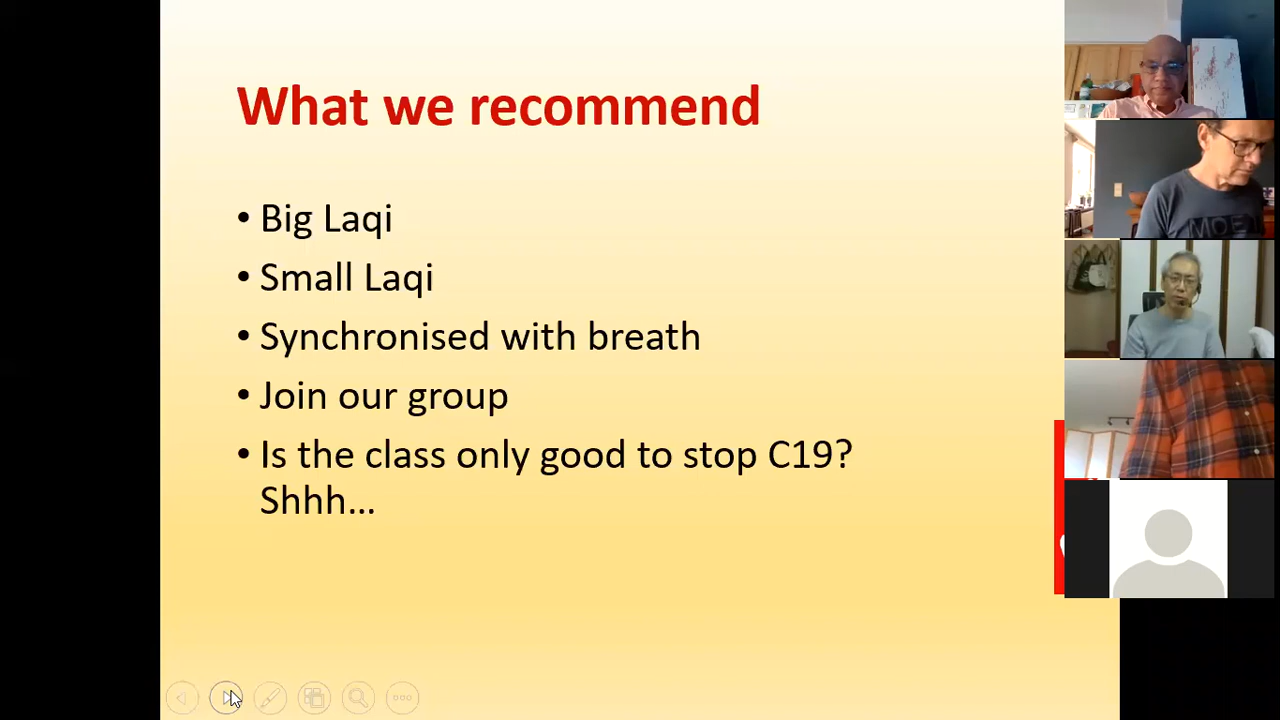 What we recommend
• Big Laqi
• Small Laqi
• Synchronised with breath
• Join our group
• Is the class only good to stop C19?
Shhh...